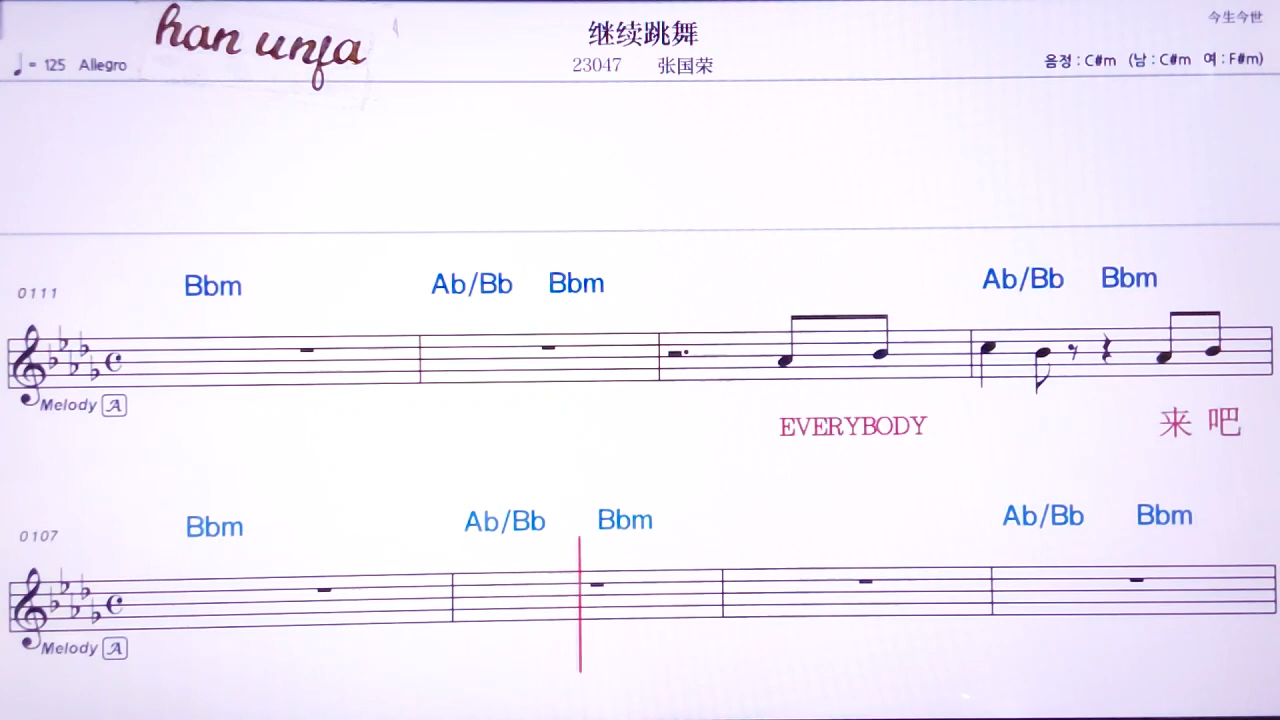 han unfa
继续跳舞
今生今世
♩= 125 Allegro
23047 张国荣
음정 : C#m (남 : C#m 여 : F#m)
Bbm Ab/Bb Bbm Ab/Bb Bbm
0111
Melody A
EVERYBODY 来 吧
Bbm Ab/Bb Bbm Ab/Bb Bbm
0107
Melody A